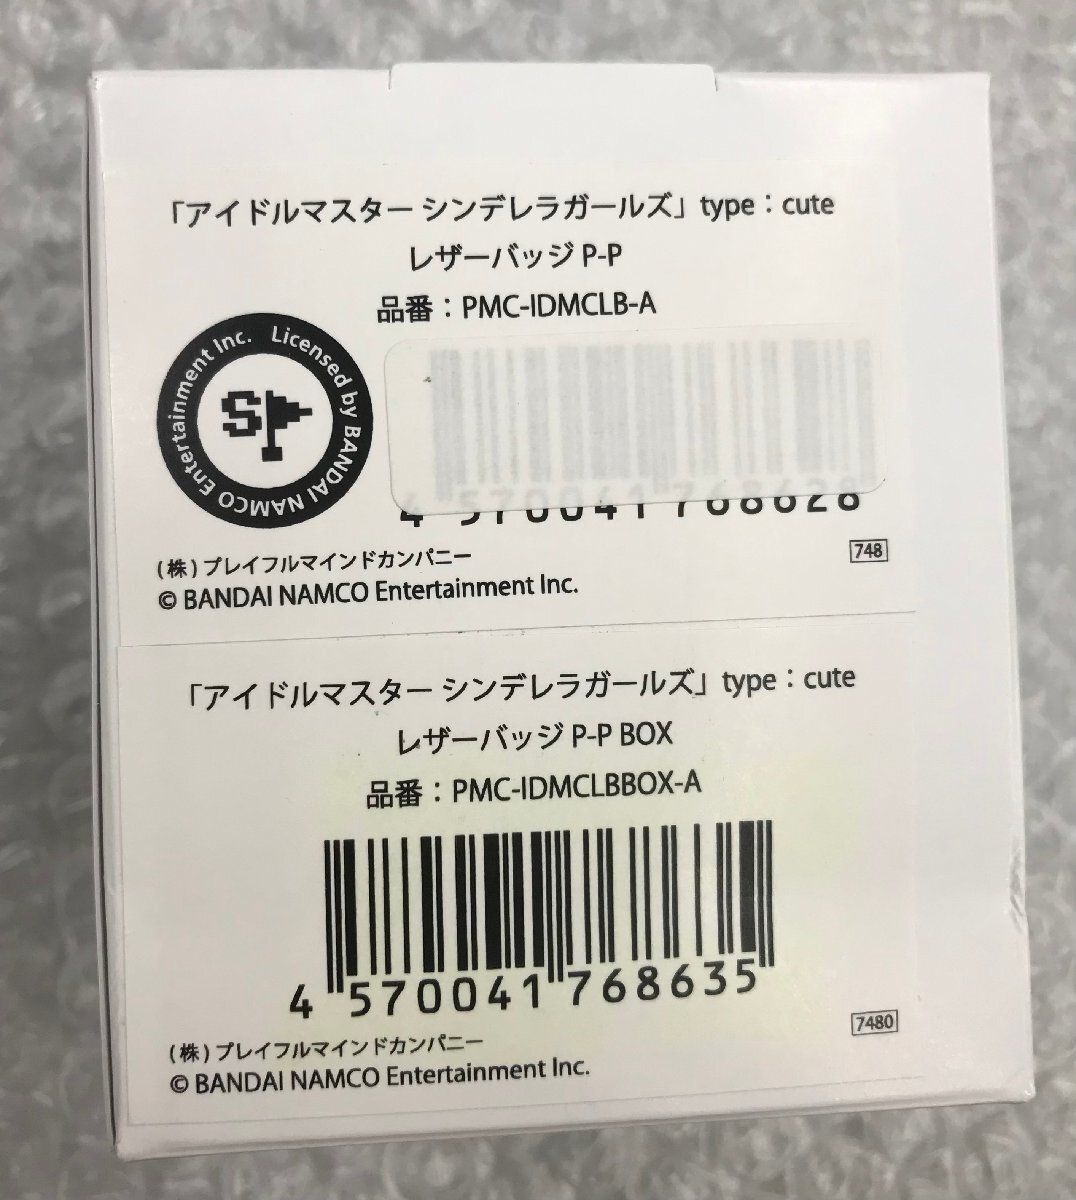 「アイドルマスター シンデレラガールズ」type：cute
レザーバッジ P-P
品番：PMC-IDMCLB-A
Licensed by BANDAI NAMCO Entertainment Inc.
4 570041 768628
(株)プレイフルマインドカンパニー
748
© BANDAI NAMCO Entertainment Inc.
「アイドルマスター シンデレラガールズ」type：cute
レザーバッジ P-P BOX
品番：PMC-IDMCLBBOX-A
4 570041 768635
(株)プレイフルマインドカンパニー
7480
© BANDAI NAMCO Entertainment Inc.